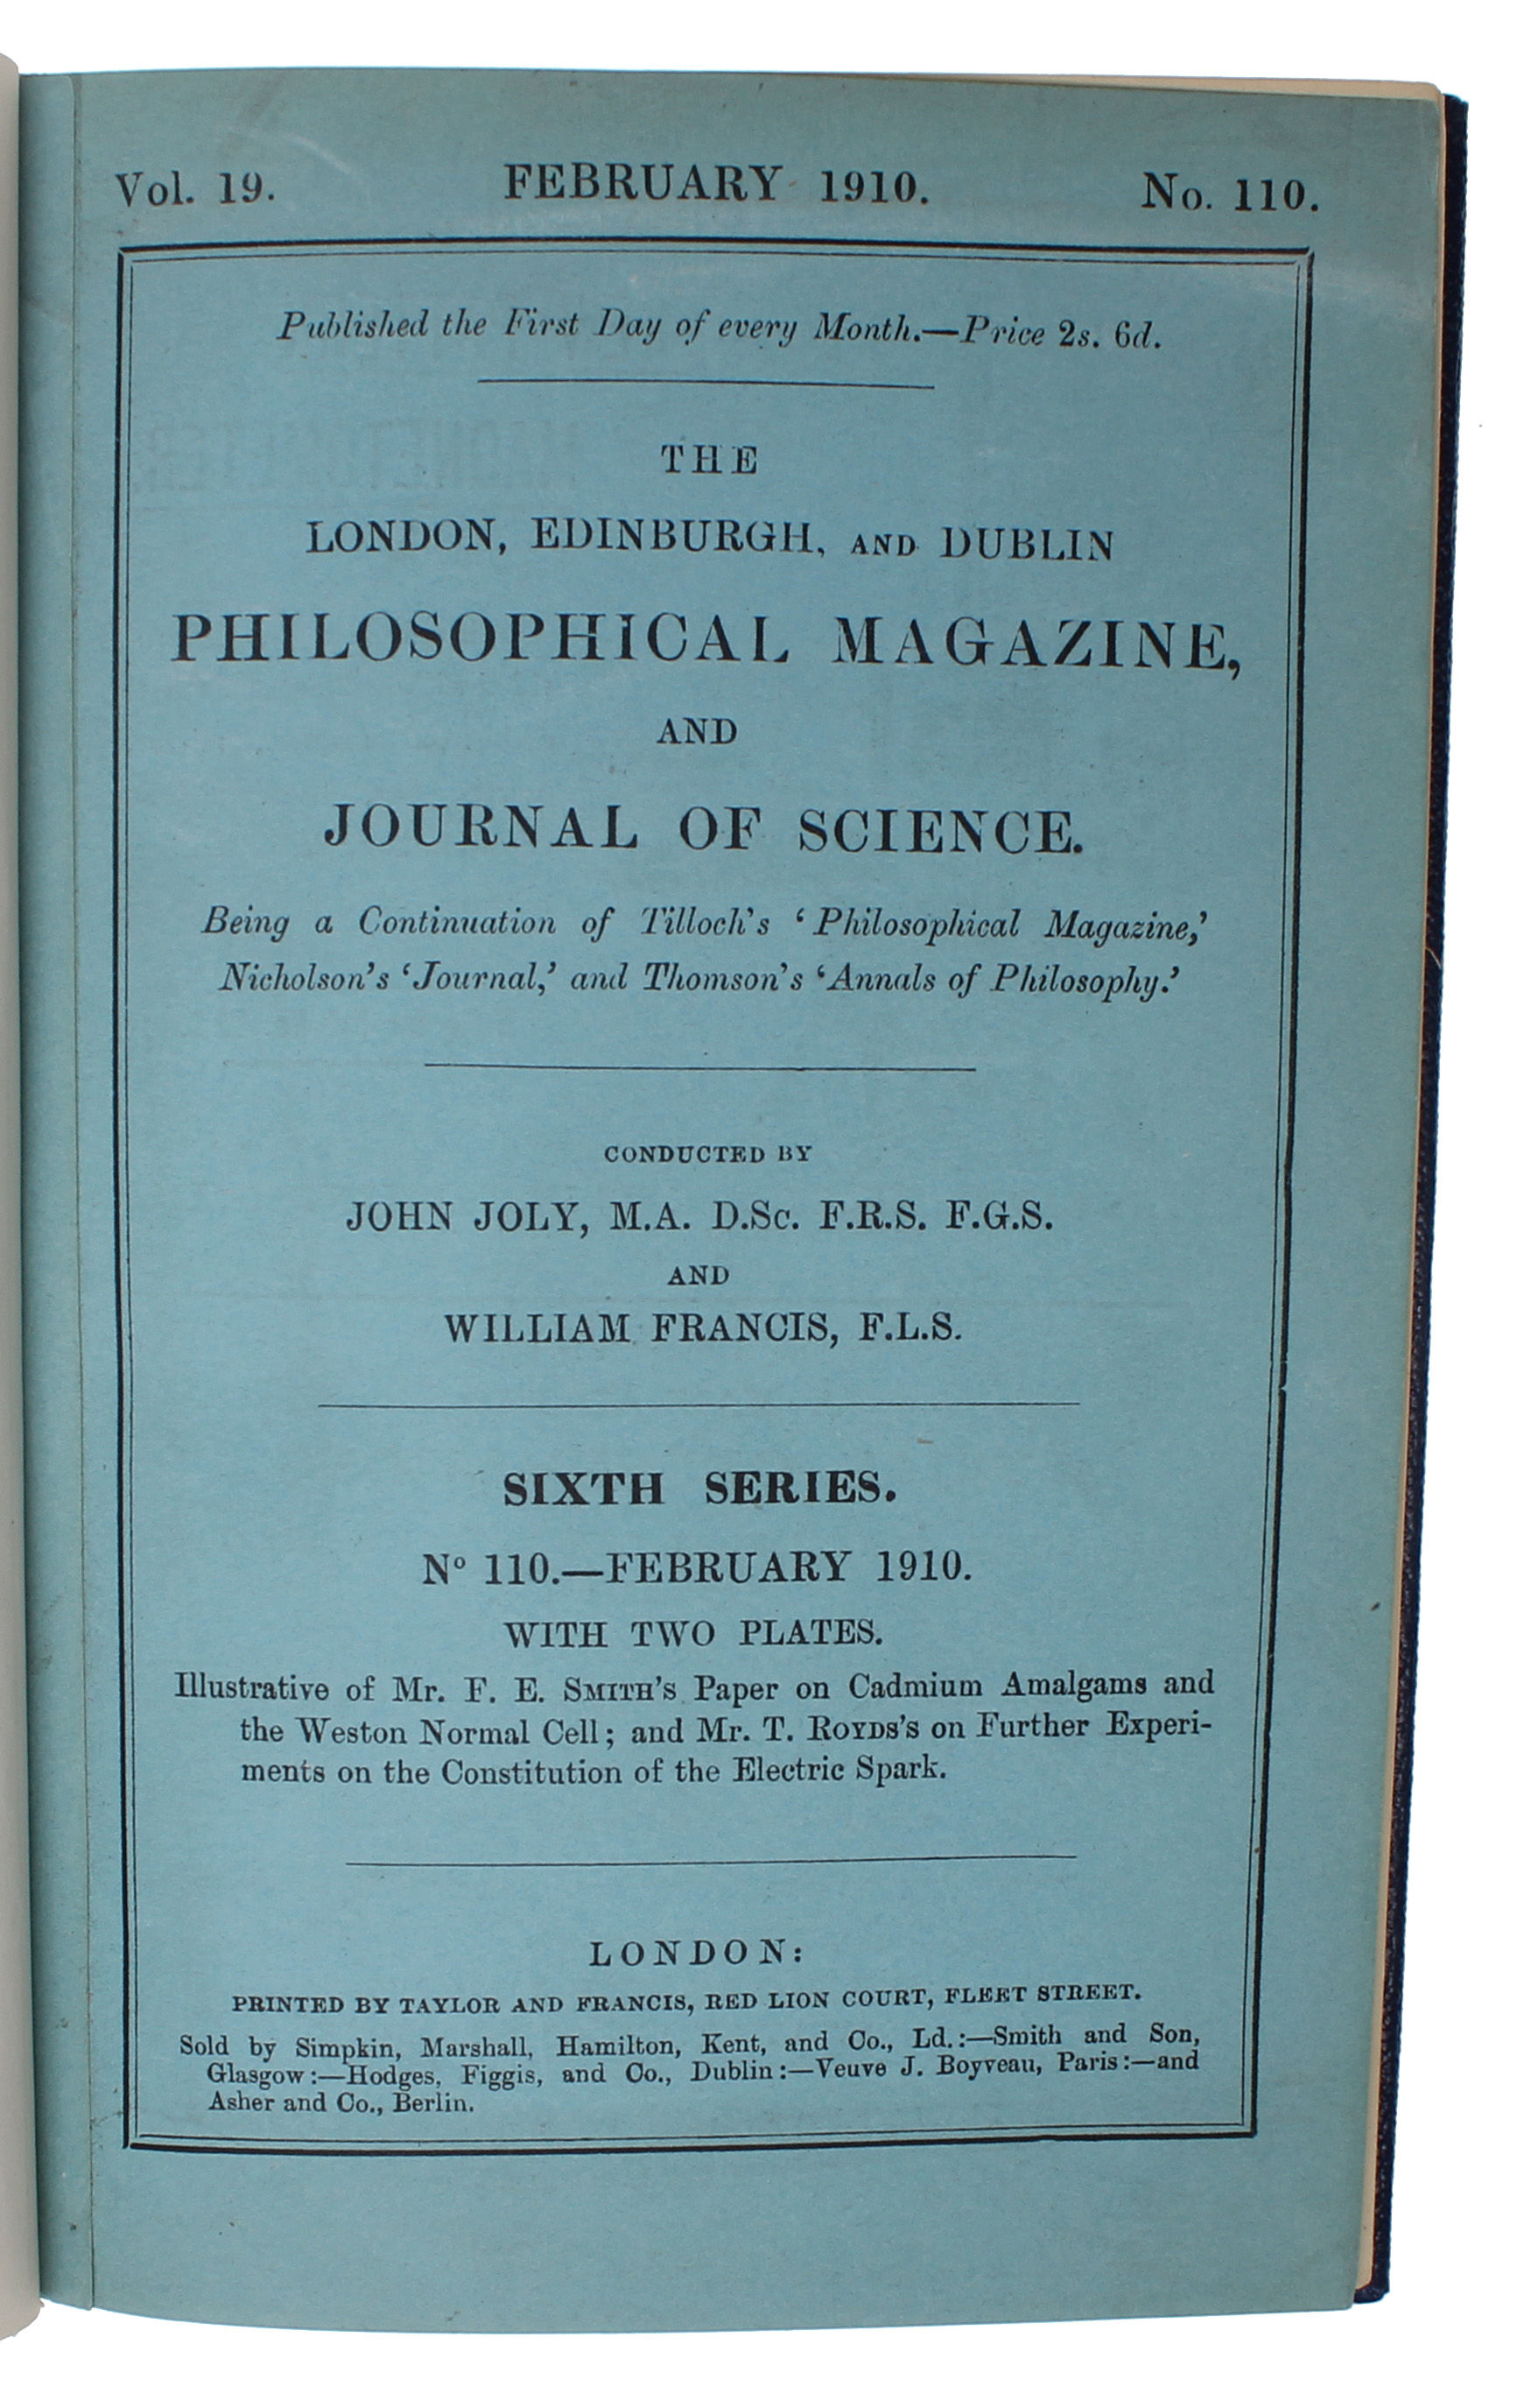 Vol. 19. FEBRUARY 1910. No. 110.
Published the First Day of every Month.—Price 2s. 6d.
THE
LONDON, EDINBURGH, AND DUBLIN
PHILOSOPHICAL MAGAZINE,
AND
JOURNAL OF SCIENCE.
Being a Continuation of Tilloch's ‘Philosophical Magazine,’
Nicholson's ‘Journal,’ and Thomson's ‘Annals of Philosophy.’
CONDUCTED BY
JOHN JOLY, M.A. D.Sc. F.R.S. F.G.S.
AND
WILLIAM FRANCIS, F.L.S.
SIXTH SERIES.
Nº 110.—FEBRUARY 1910.
WITH TWO PLATES.
Illustrative of Mr. F. E. SMITH'S Paper on Cadmium Amalgams and
the Weston Normal Cell; and Mr. T. ROYDS'S on Further Experi-
ments on the Constitution of the Electric Spark.
LONDON:
PRINTED BY TAYLOR AND FRANCIS, RED LION COURT, FLEET STREET.
Sold by Simpkin, Marshall, Hamilton, Kent, and Co., Ld.:—Smith and Son,
Glasgow:—Hodges, Figgis, and Co., Dublin:—Veuve J. Boyveau, Paris:—and
Asher and Co., Berlin.